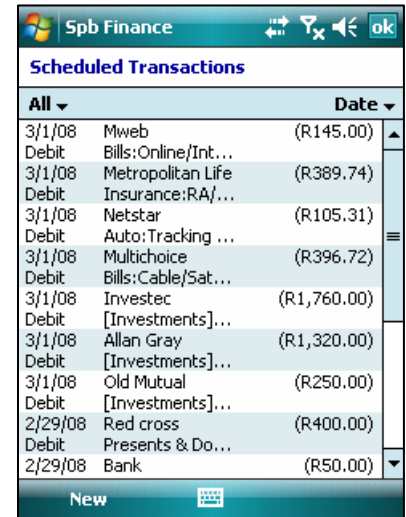 Spb Finance ok
Scheduled Transactions
All Date
3/1/08 Mweb (R145.00)
Debit Bills:Online/Int...
3/1/08 Metropolitan Life (R389.74)
Debit Insurance:RA/...
3/1/08 Netstar (R105.31)
Debit Auto:Tracking ...
3/1/08 Multichoice (R396.72)
Debit Bills:Cable/Sat...
3/1/08 Investec (R1,760.00)
Debit [Investments]...
3/1/08 Allan Gray (R1,320.00)
Debit [Investments]...
3/1/08 Old Mutual (R250.00)
Debit [Investments]...
2/29/08 Red cross (R400.00)
Debit Presents & Do...
2/29/08 Bank (R50.00)
New